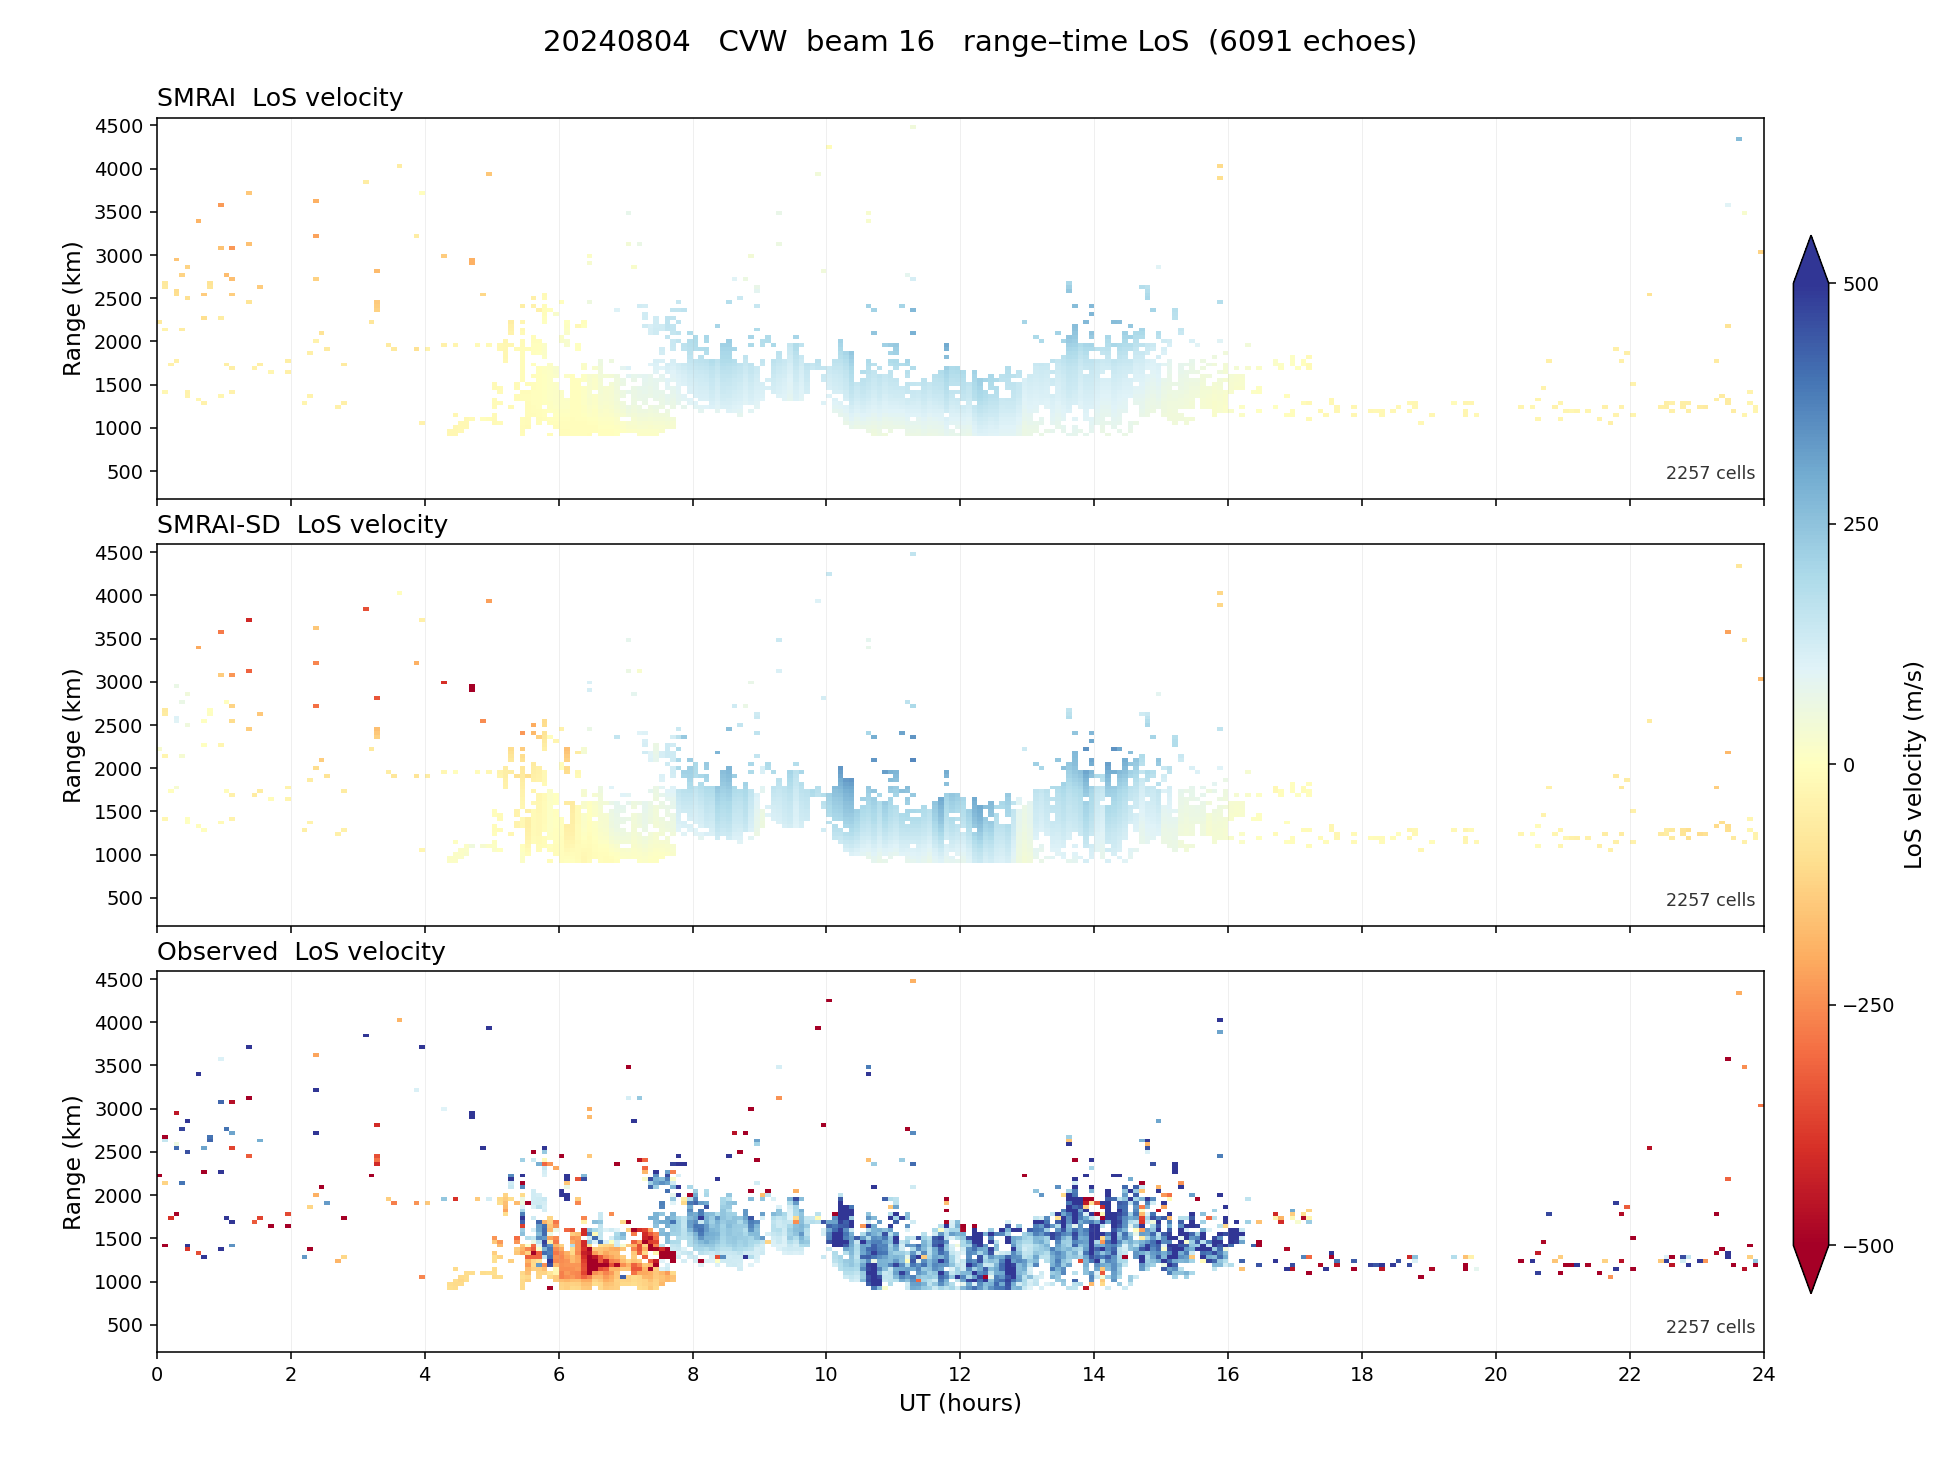 20240804 CVW beam 16 range–time LoS (6091 echoes)
SMRAI LoS velocity
4500
4000
3500
3000
2500
2000
1500
1000
500
Range (km)
2257 cells
SMRAI-SD LoS velocity
4500
4000
3500
3000
2500
2000
1500
1000
500
Range (km)
2257 cells
Observed LoS velocity
4500
4000
3500
3000
2500
2000
1500
1000
500
Range (km)
2257 cells
0 2 4 6 8 10 12 14 16 18 20 22 24
UT (hours)
500
250
0
−250
−500
LoS velocity (m/s)